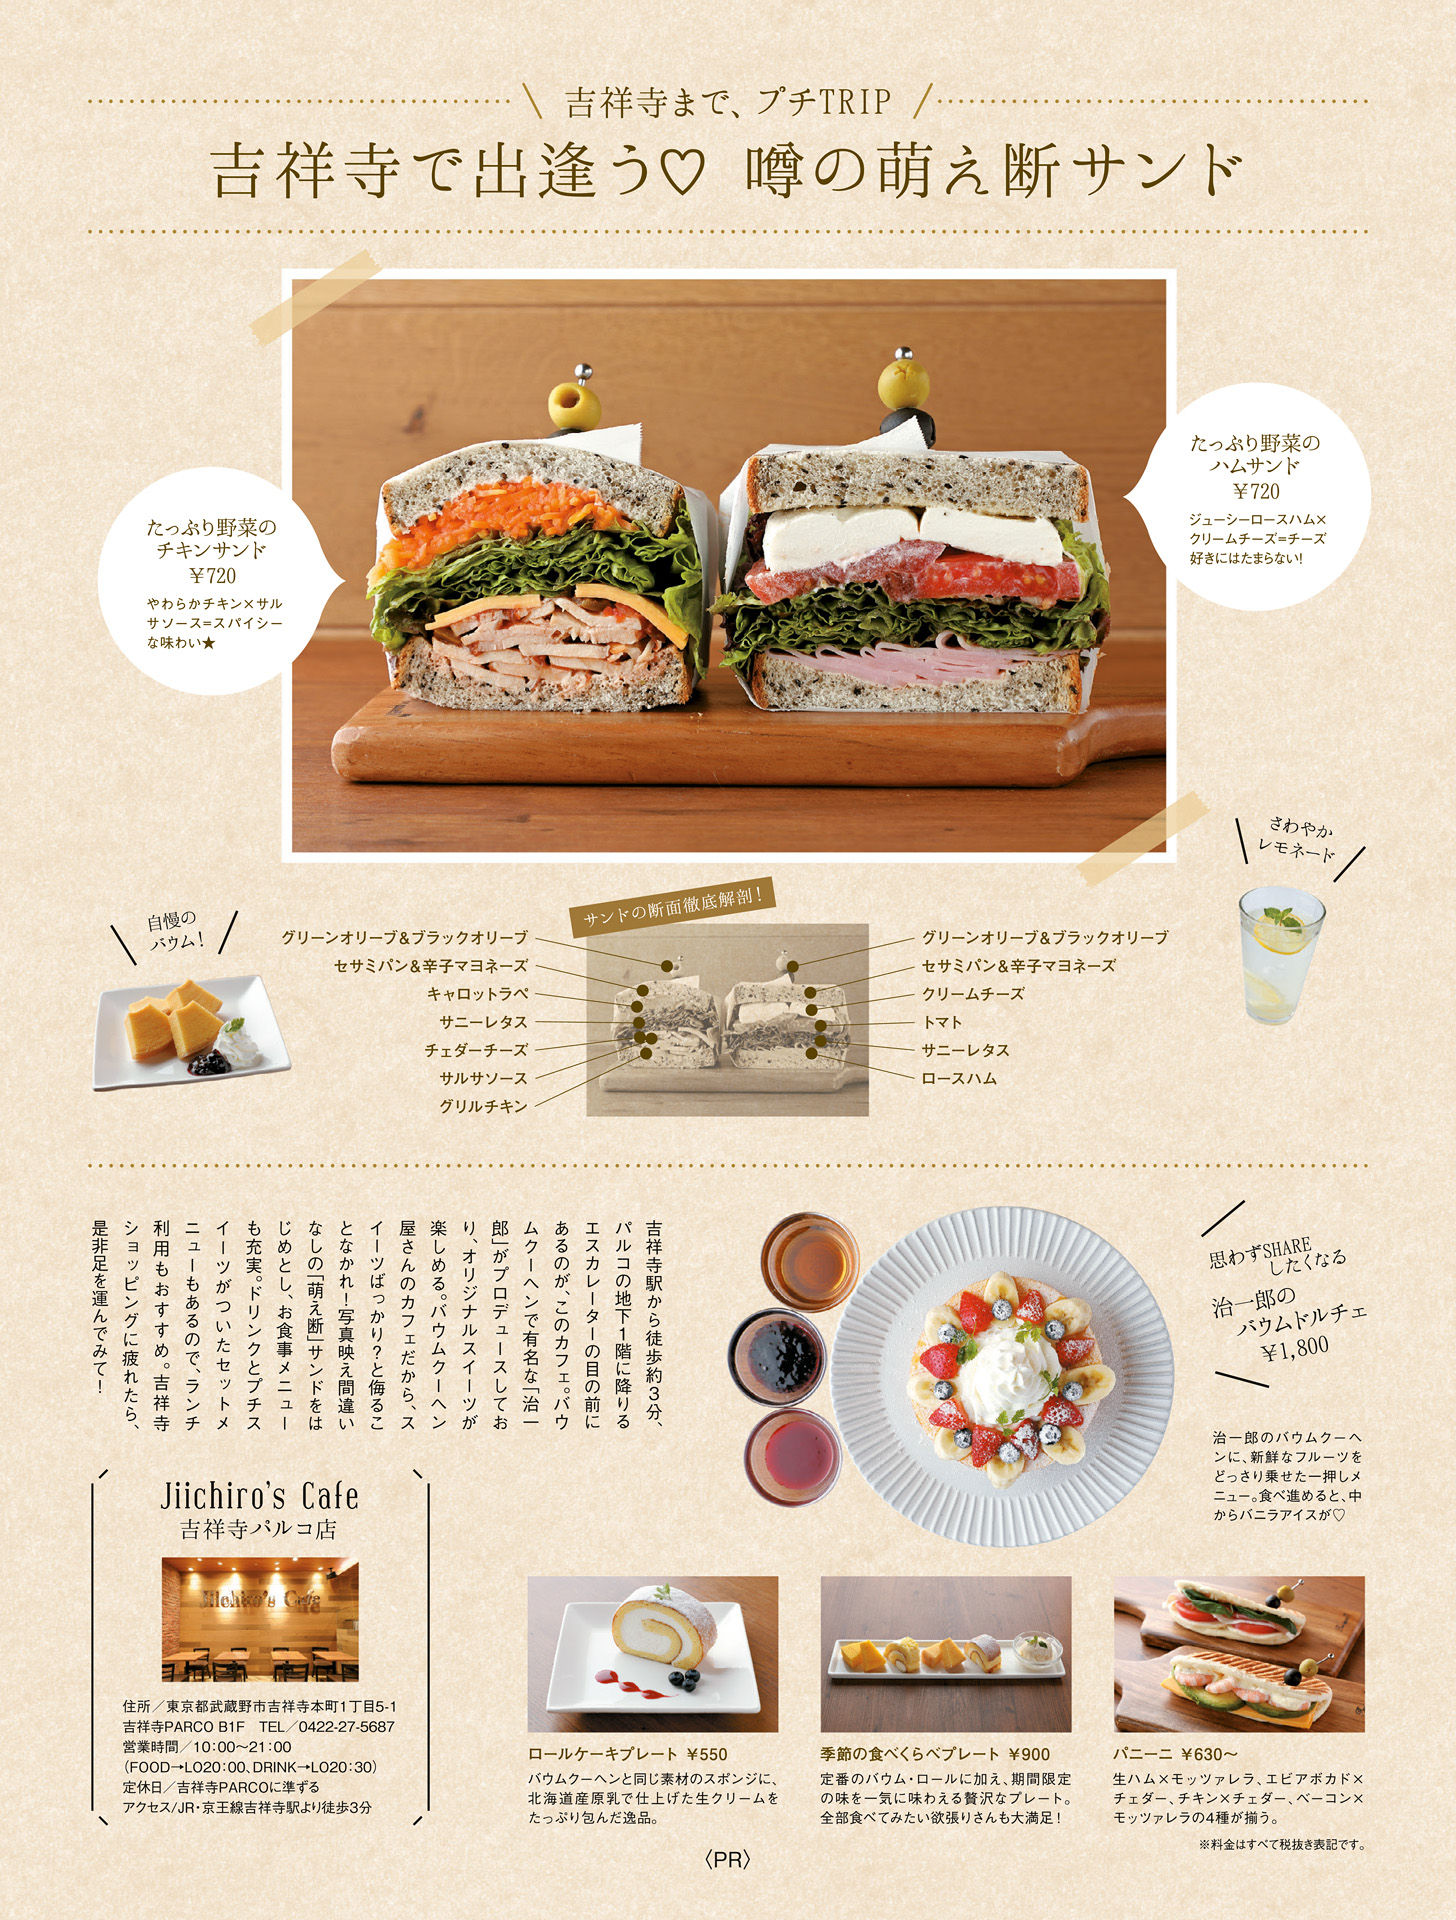 吉祥寺まで、プチTRIP
吉祥寺で出逢う♡ 噂の萌え断サンド
たっぷり野菜の
チキンサンド
￥720
やわらかチキン×サル
サソース=スパイシー
な味わい★
たっぷり野菜の
ハムサンド
￥720
ジューシーロースハム×
クリームチーズ=チーズ
好きにはたまらない!
さわやか
レモネード
自慢の
バウム!
サンドの断面徹底解剖!
グリーンオリーブ&ブラックオリーブ
セサミパン&辛子マヨネーズ
キャロットラペ
サニーレタス
チェダーチーズ
サルサソース
グリルチキン
グリーンオリーブ&ブラックオリーブ
セサミパン&辛子マヨネーズ
クリームチーズ
トマト
サニーレタス
ロースハム
吉祥寺駅から徒歩約3分、
パルコの地下1階に降りる
エスカレーターの目の前に
あるのが、このカフェ。バウ
ムクーヘンで有名な「治一
郎」がプロデュースしてお
り、オリジナルスイーツが
楽しめる。バウムクーヘン
屋さんのカフェだから、ス
イーツばっかり?と侮るこ
となかれ!写真映え間違い
なしの「萌え断」サンドをは
じめとし、お食事メニュー
も充実。ドリンクとプチス
イーツがついたセットメ
ニューもあるので、ランチ
利用もおすすめ。吉祥寺
ショッピングに疲れたら、
是非足を運んでみて!
思わずSHARE
したくなる
治一郎の
バウムドルチェ
￥1,800
治一郎のバウムクーヘ
ンに、新鮮なフルーツを
どっさり乗せた一押しメ
ニュー。食べ進めると、中
からバニラアイスが♡
Jiichiro's Cafe
吉祥寺パルコ店
Jiichiro's Cafe
住所／東京都武蔵野市吉祥寺本町1丁目5-1
吉祥寺PARCO B1F　TEL／0422-27-5687
営業時間／10:00～21:00
（FOOD→LO20:00、DRINK→LO20:30）
定休日／吉祥寺PARCOに準ずる
アクセス/JR・京王線吉祥寺駅より徒歩3分
ロールケーキプレート ￥550
バウムクーヘンと同じ素材のスポンジに、
北海道産原乳で仕上げた生クリームを
たっぷり包んだ逸品。
季節の食べくらべプレート ￥900
定番のバウム・ロールに加え、期間限定
の味を一気に味わえる贅沢なプレート。
全部食べてみたい欲張りさんも大満足!
パニーニ ￥630～
生ハム×モッツァレラ、エビアボカド×
チェダー、チキン×チェダー、ベーコン×
モッツァレラの4種が揃う。
※料金はすべて税抜き表記です。
〈PR〉